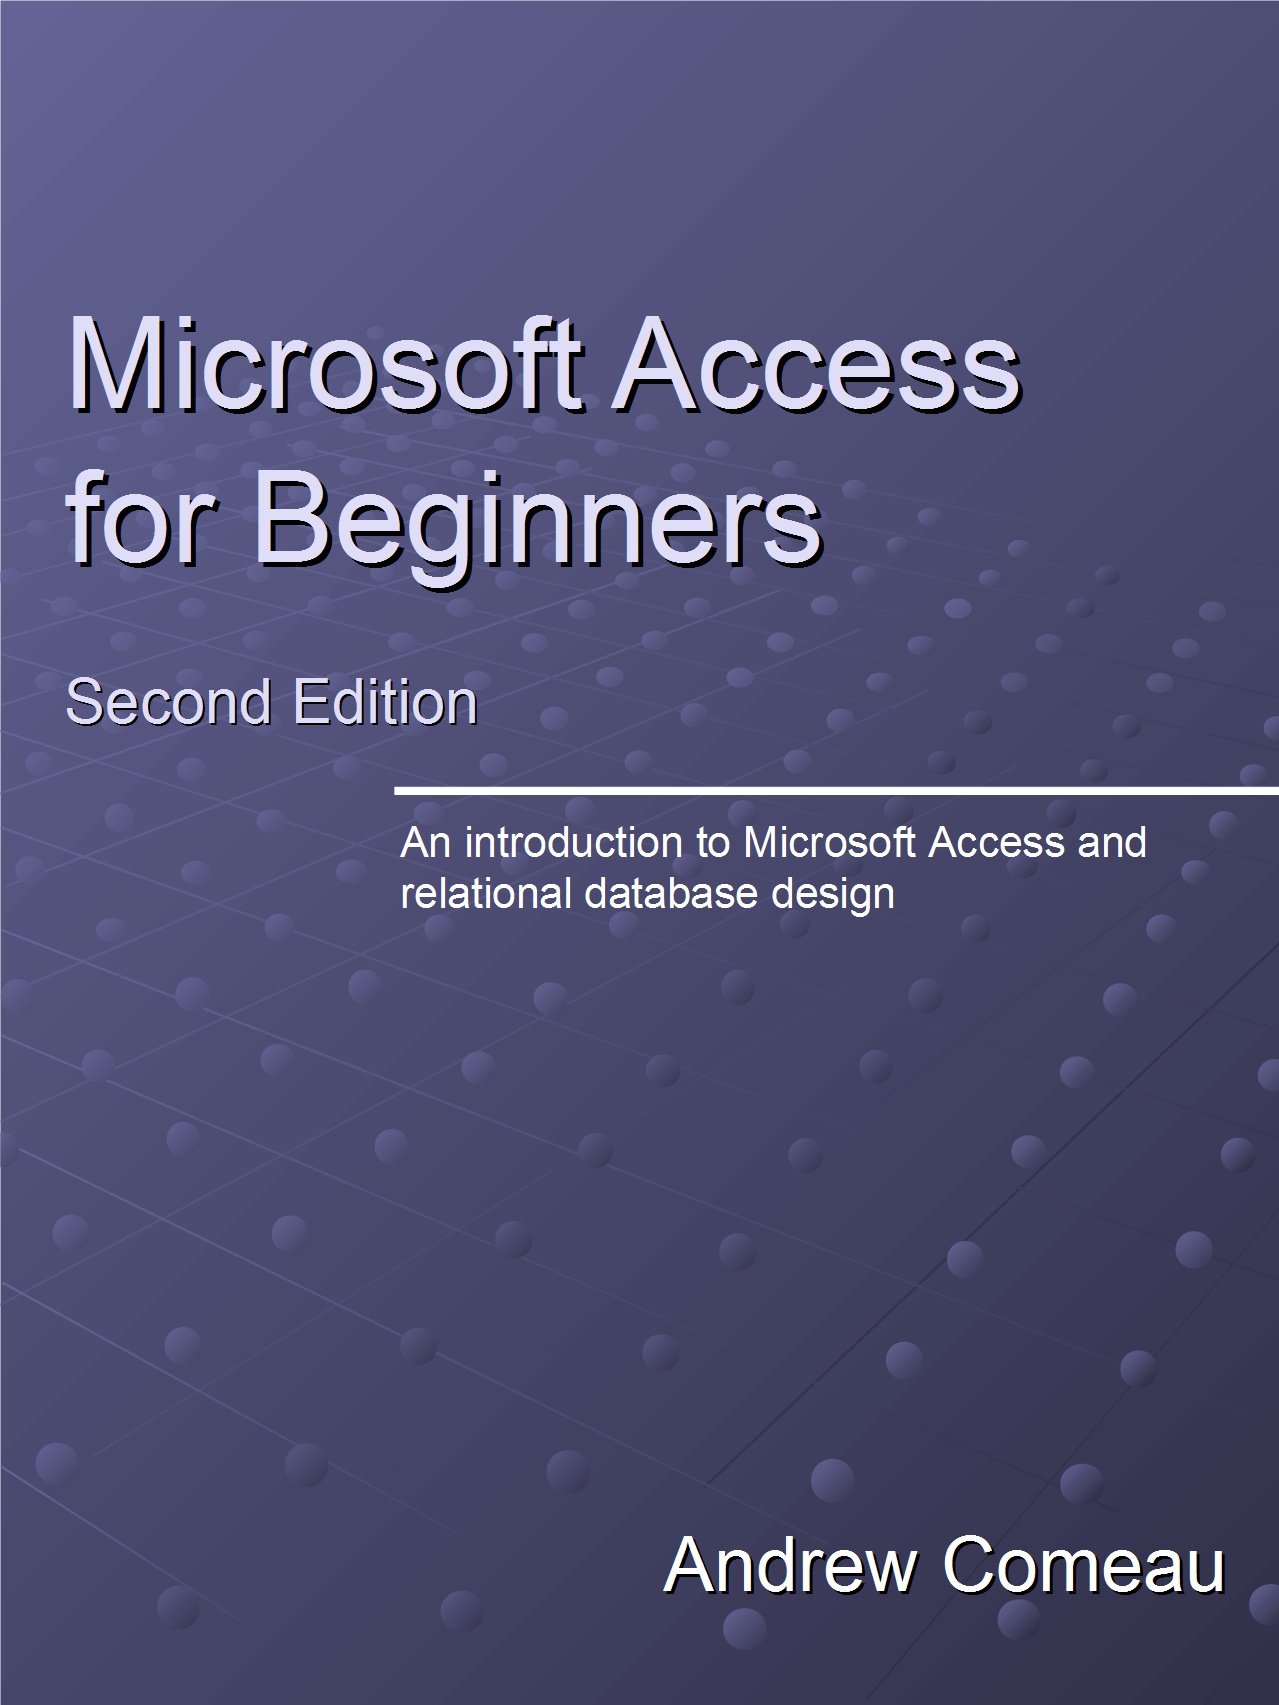 Microsoft Access
for Beginners
Second Edition
An introduction to Microsoft Access and
relational database design
Andrew Comeau